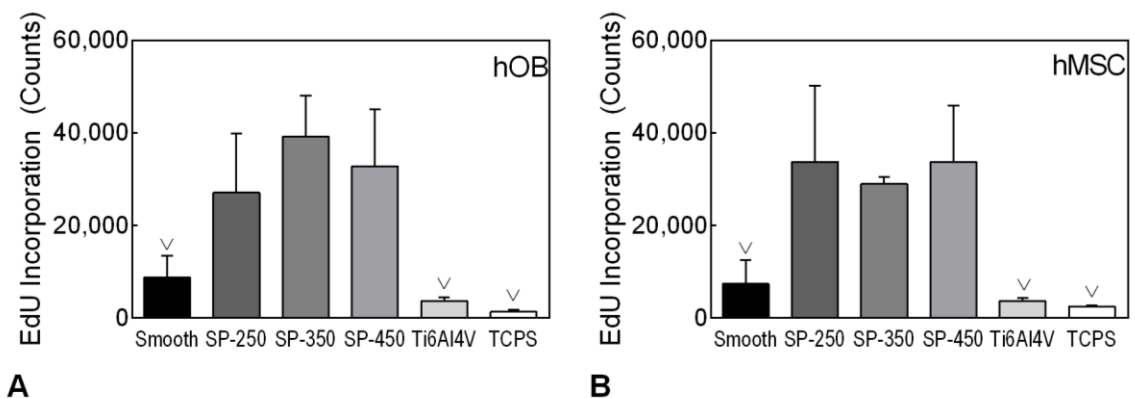 60,000
hOB
40,000
20,000
0
EdU Incorporation (Counts)
V
V
V
Smooth SP-250 SP-350 SP-450 Ti6Al4V TCPS
A
60,000
hMSC
40,000
20,000
0
EdU Incorporation (Counts)
V
V
V
Smooth SP-250 SP-350 SP-450 Ti6Al4V TCPS
B